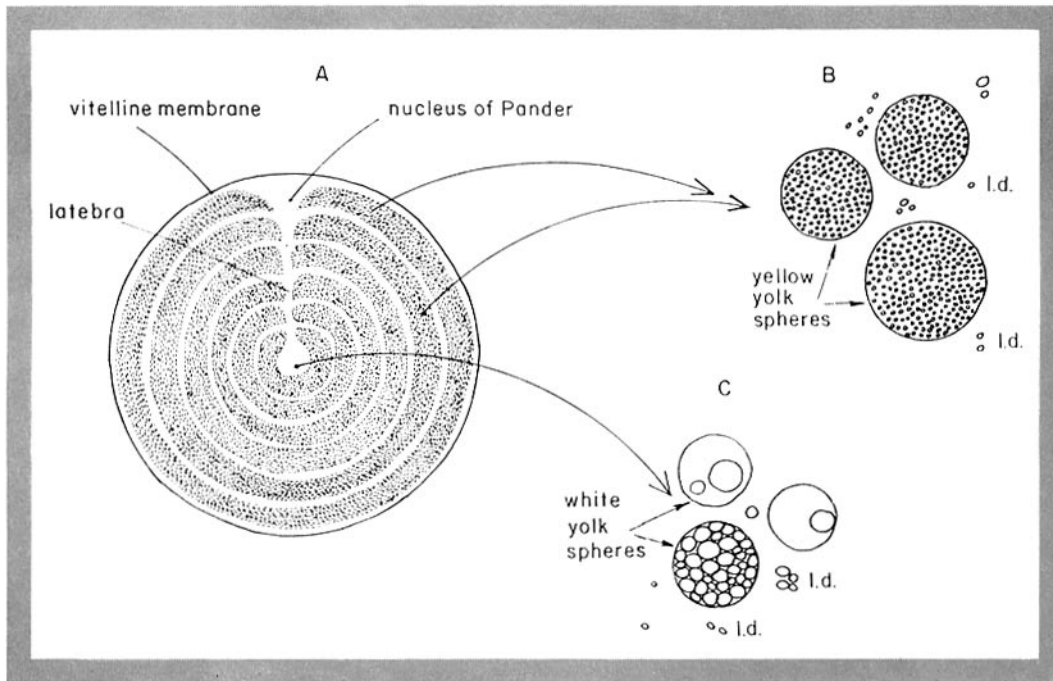 A
vitelline membrane
nucleus of Pander
latebra
B
l.d.
yellow
yolk
spheres
l.d.
C
white
yolk
spheres
l.d.
l.d.